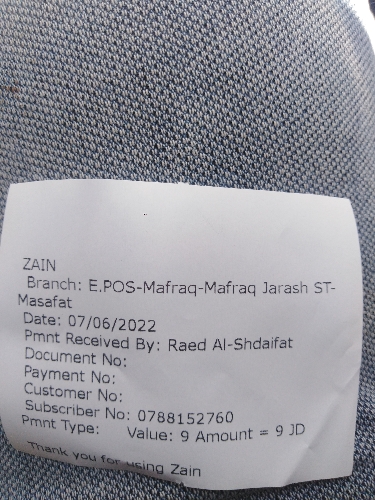 ZAIN
Branch: E.POS-Mafraq-Mafraq Jarash ST-
Masafat
Date: 07/06/2022
Pmnt Received By: Raed Al-Shdaifat
Document No:
Payment No:
Customer No:
Subscriber No: 0788152760
Pmnt Type: Value: 9 Amount = 9 JD
Thank you for using Zain